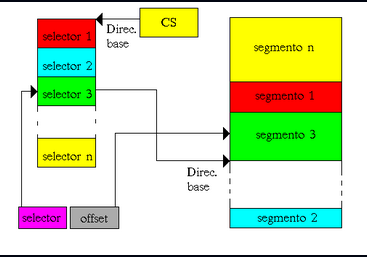 CS
Direc.
base
selector 1
selector 2
selector 3
selector n
selector
offset
segmento n
segmento 1
segmento 3
Direc.
base
segmento 2